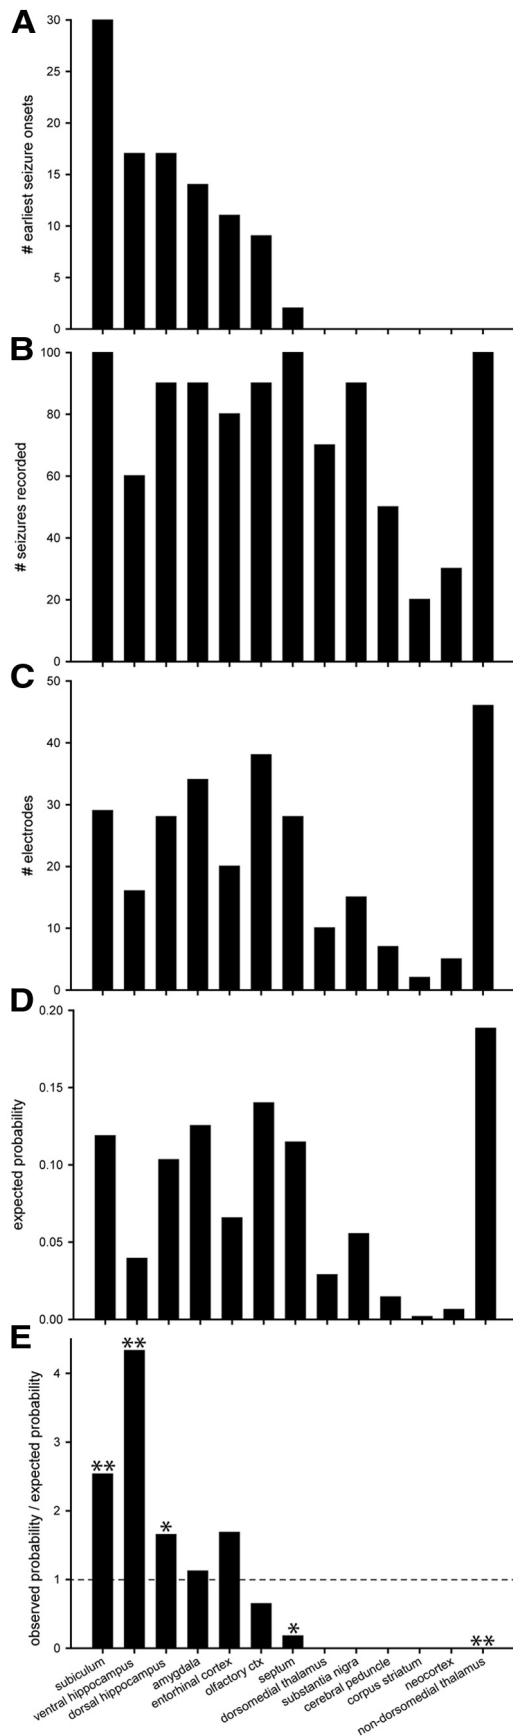 A
30
25
20
15
10
5
0
# earliest seizure onsets
B
100
80
60
40
20
0
# seizures recorded
C
50
40
30
20
10
0
# electrodes
D
0.20
0.15
0.10
0.05
0.00
expected probability
E
4
3
2
1
0
observed probability / expected probability
**
**
*
*
**
subiculum
ventral hippocampus
dorsal hippocampus
amygdala
entorhinal cortex
olfactory ctx
septum
dorsomedial thalamus
substantia nigra
cerebral peduncle
corpus striatum
neocortex
non-dorsomedial thalamus